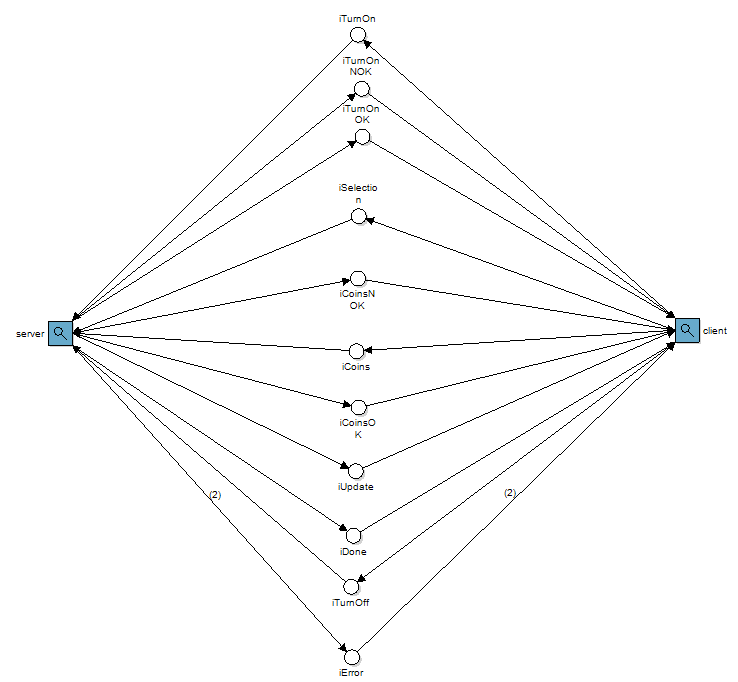 iTurnOn
iTurnOn
NOK
iTurnOn
OK
iSelectio
n
iCoinsN
OK
server
client
iCoins
iCoinsO
K
iUpdate
(2)
(2)
iDone
iTurnOff
iError